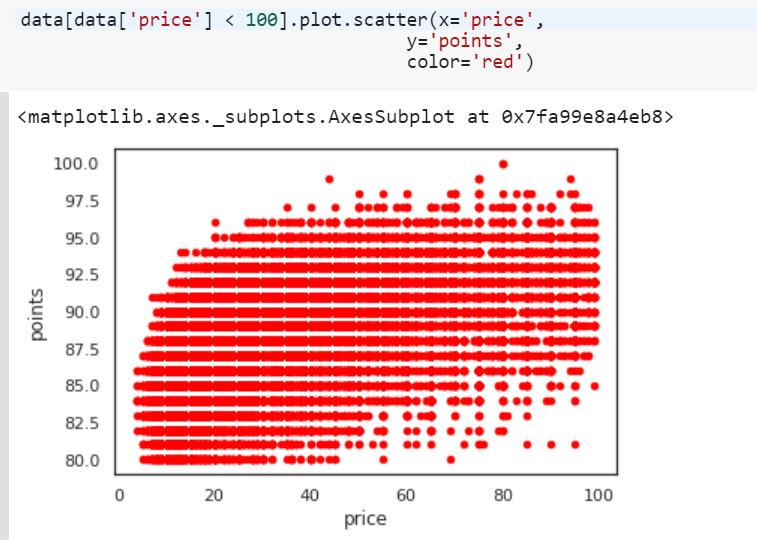 data[data['price'] < 100].plot.scatter(x='price',
y='points',
color='red')
<matplotlib.axes._subplots.AxesSubplot at 0x7fa99e8a4eb8>
100.0
97.5
95.0
92.5
90.0
87.5
85.0
82.5
80.0
points
0 20 40 60 80 100
price